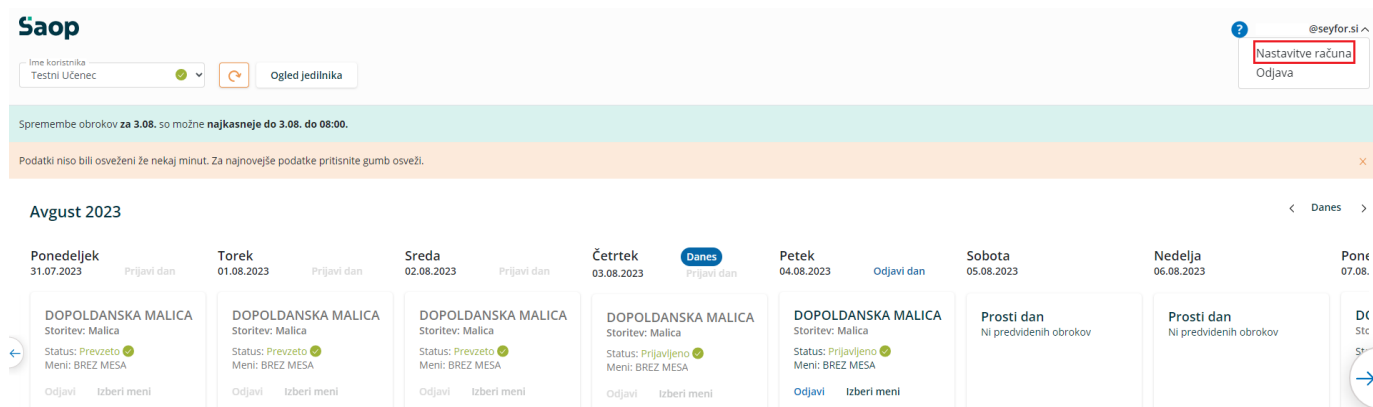 Saop
? @seyfor.si
Nastavitve računa
Odjava
Ime koristnika
Testni Učenec
Ogled jedilnika
Spremembe obrokov za 3.08. so možne najkasneje do 3.08. do 08:00.
Podatki niso bili osveženi že nekaj minut. Za najnovejše podatke pritisnite gumb osveži.
Avgust 2023
Danes
Ponedeljek
31.07.2023 Prijavi dan
DOPOLDANSKA MALICA
Storitev: Malica
Status: Prevzeto
Meni: BREZ MESA
Odjavi Izberi meni
Torek
01.08.2023 Prijavi dan
DOPOLDANSKA MALICA
Storitev: Malica
Status: Prevzeto
Meni: BREZ MESA
Odjavi Izberi meni
Sreda
02.08.2023 Prijavi dan
DOPOLDANSKA MALICA
Storitev: Malica
Status: Prevzeto
Meni: BREZ MESA
Odjavi Izberi meni
Četrtek Danes
03.08.2023 Prijavi dan
DOPOLDANSKA MALICA
Storitev: Malica
Status: Prijavljeno
Meni: BREZ MESA
Odjavi Izberi meni
Petek
04.08.2023 Odjavi dan
DOPOLDANSKA MALICA
Storitev: Malica
Status: Prijavljeno
Meni: BREZ MESA
Odjavi Izberi meni
Sobota
05.08.2023
Prosti dan
Ni predvidenih obrokov
Nedelja
06.08.2023
Prosti dan
Ni predvidenih obrokov
Pone
07.08.